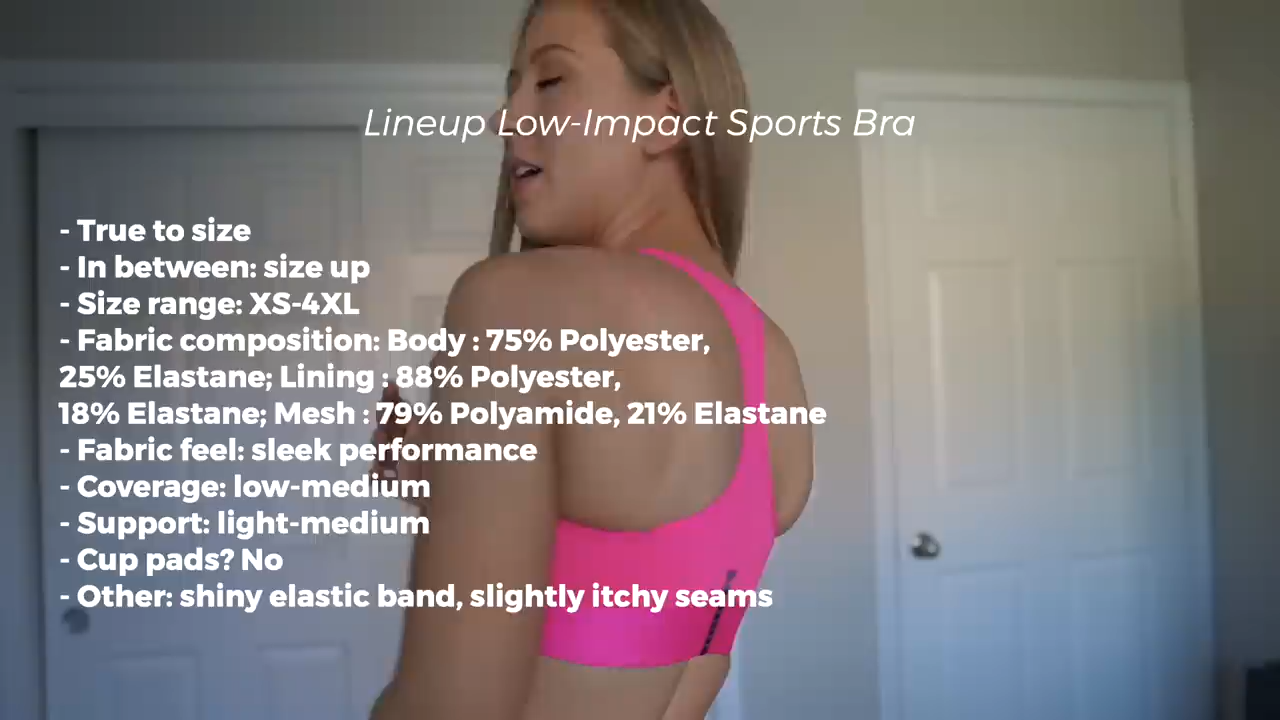 Lineup Low-Impact Sports Bra
- True to size
- In between: size up
- Size range: XS-4XL
- Fabric composition: Body : 75% Polyester,
25% Elastane; Lining : 88% Polyester,
18% Elastane; Mesh : 79% Polyamide, 21% Elastane
- Fabric feel: sleek performance
- Coverage: low-medium
- Support: light-medium
- Cup pads? No
- Other: shiny elastic band, slightly itchy seams